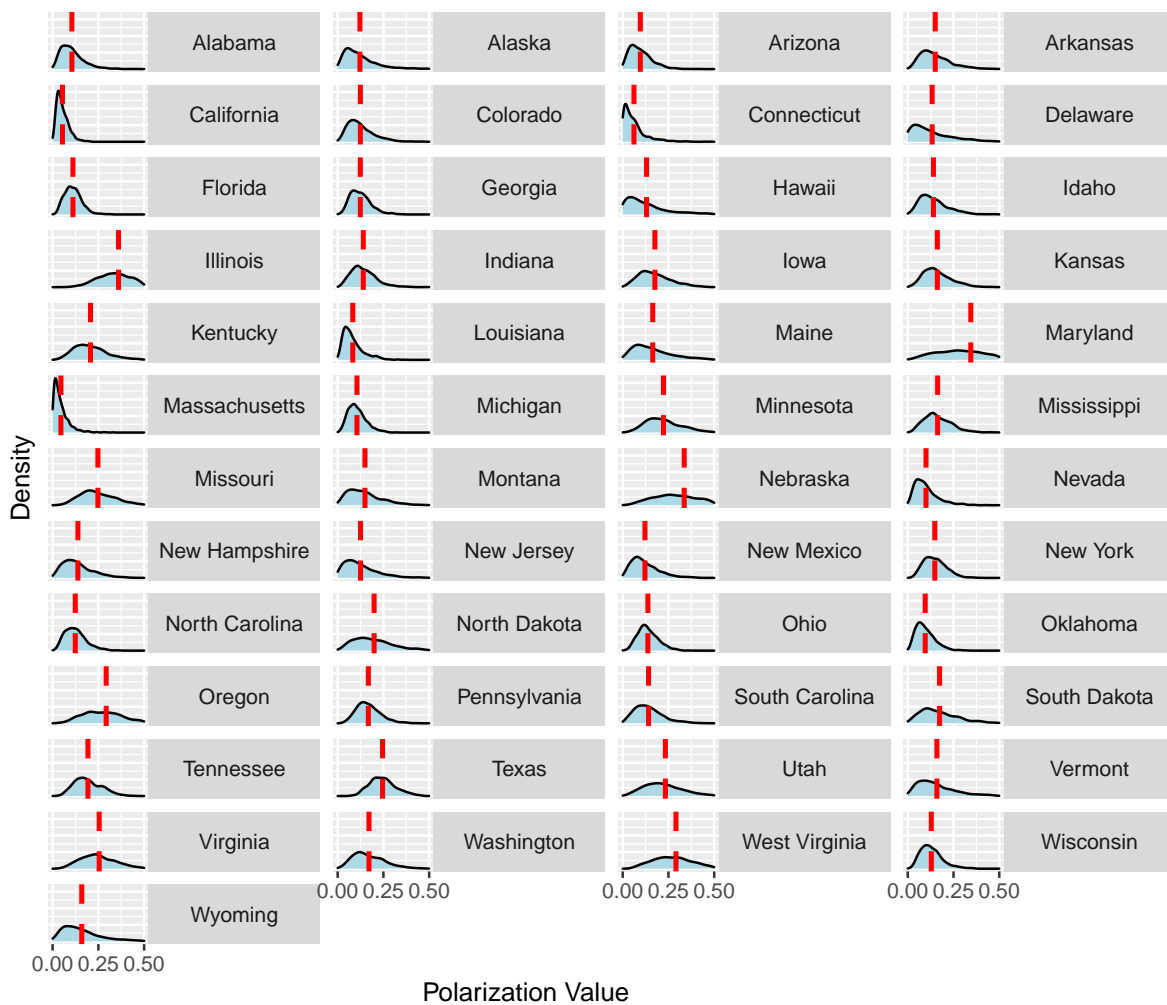 Alabama
Alaska
Arizona
Arkansas
California
Colorado
Connecticut
Delaware
Florida
Georgia
Hawaii
Idaho
Illinois
Indiana
Iowa
Kansas
Kentucky
Louisiana
Maine
Maryland
Massachusetts
Michigan
Minnesota
Mississippi
Missouri
Montana
Nebraska
Nevada
New Hampshire
New Jersey
New Mexico
New York
North Carolina
North Dakota
Ohio
Oklahoma
Oregon
Pennsylvania
South Carolina
South Dakota
Tennessee
Texas
Utah
Vermont
Virginia
Washington
West Virginia
Wisconsin
0.00 0.25 0.50
0.00 0.25 0.50
0.00 0.25 0.50
Wyoming
0.00 0.25 0.50
Density
Polarization Value